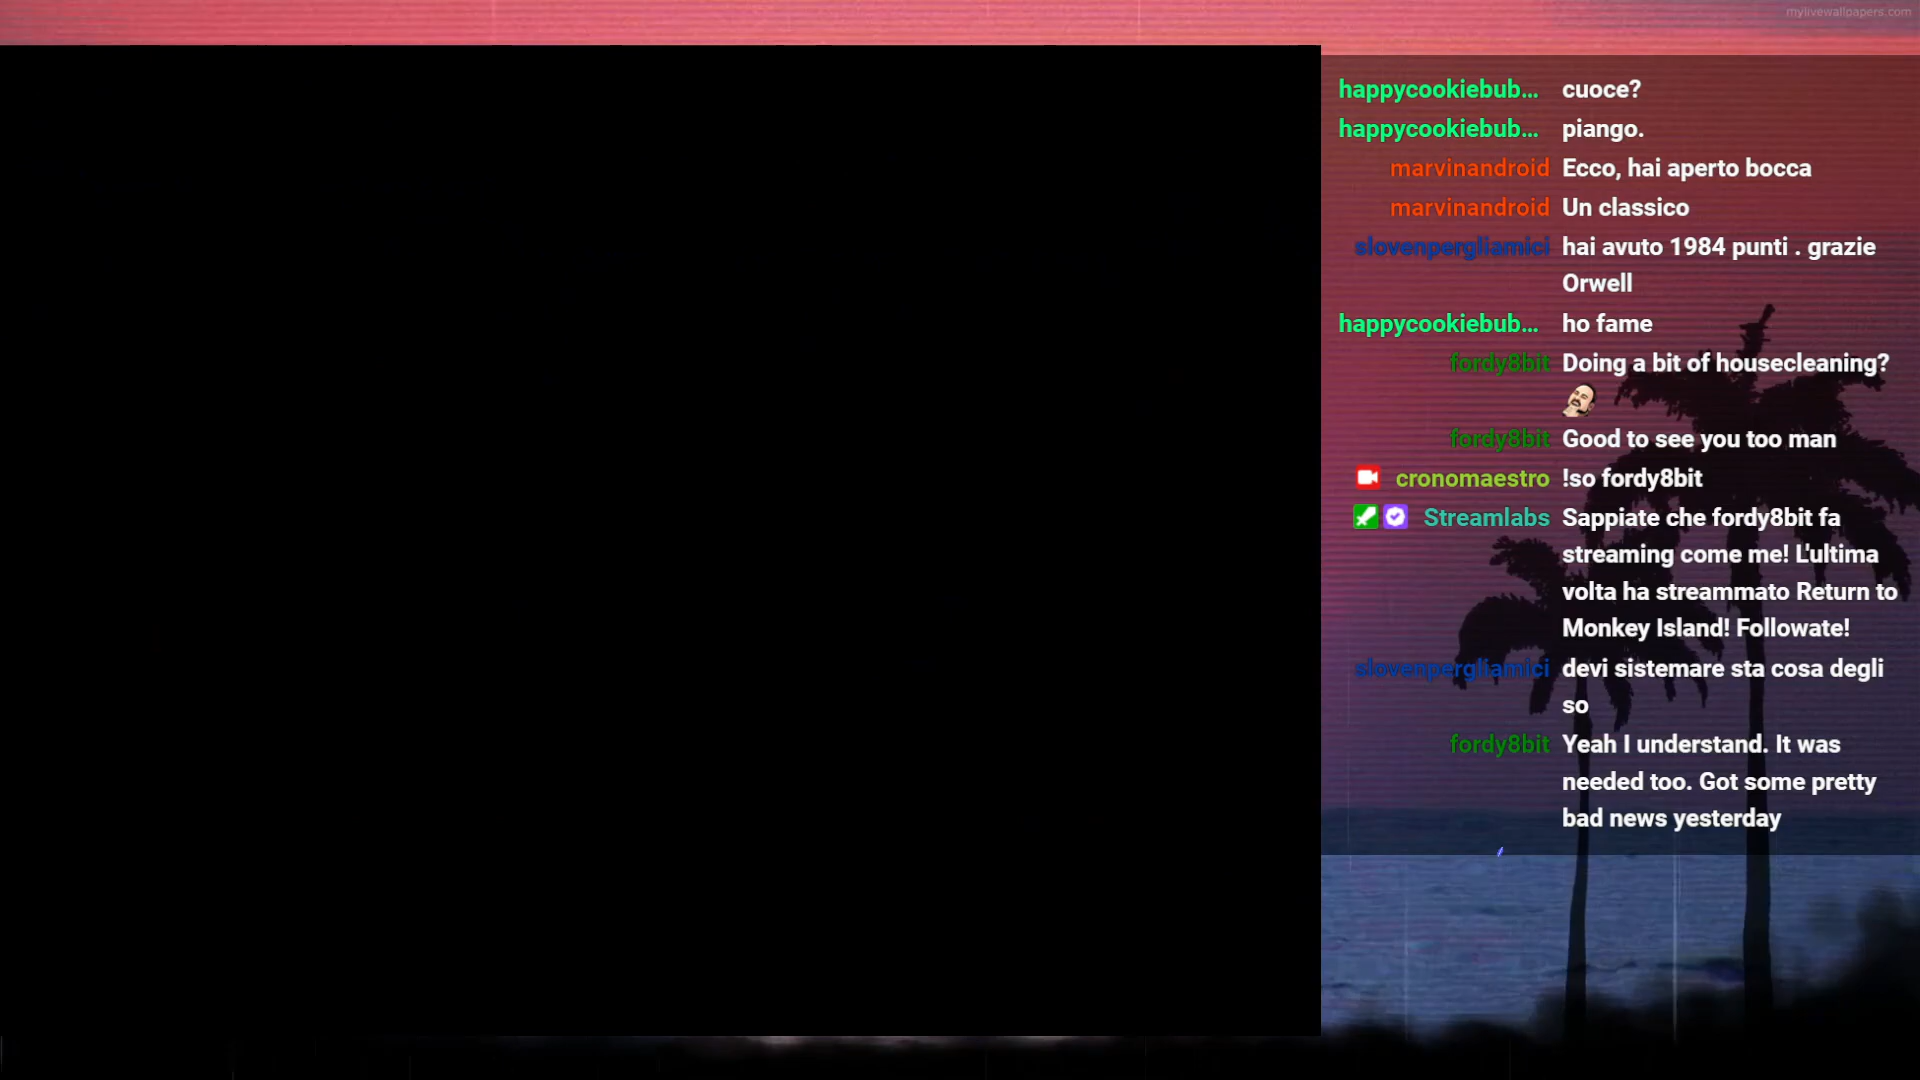 mylivewallpapers.com
happycookiebub... cuoce?
happycookiebub... piango.
marvinandroid Ecco, hai aperto bocca
marvinandroid Un classico
slovenpergliamici hai avuto 1984 punti . grazie
Orwell
happycookiebub... ho fame
fordy8bit Doing a bit of housecleaning?
fordy8bit Good to see you too man
cronomaestro !so fordy8bit
Streamlabs Sappiate che fordy8bit fa
streaming come me! L'ultima
volta ha streammato Return to
Monkey Island! Followate!
slovenpergliamici devi sistemare sta cosa degli
so
fordy8bit Yeah I understand. It was
needed too. Got some pretty
bad news yesterday